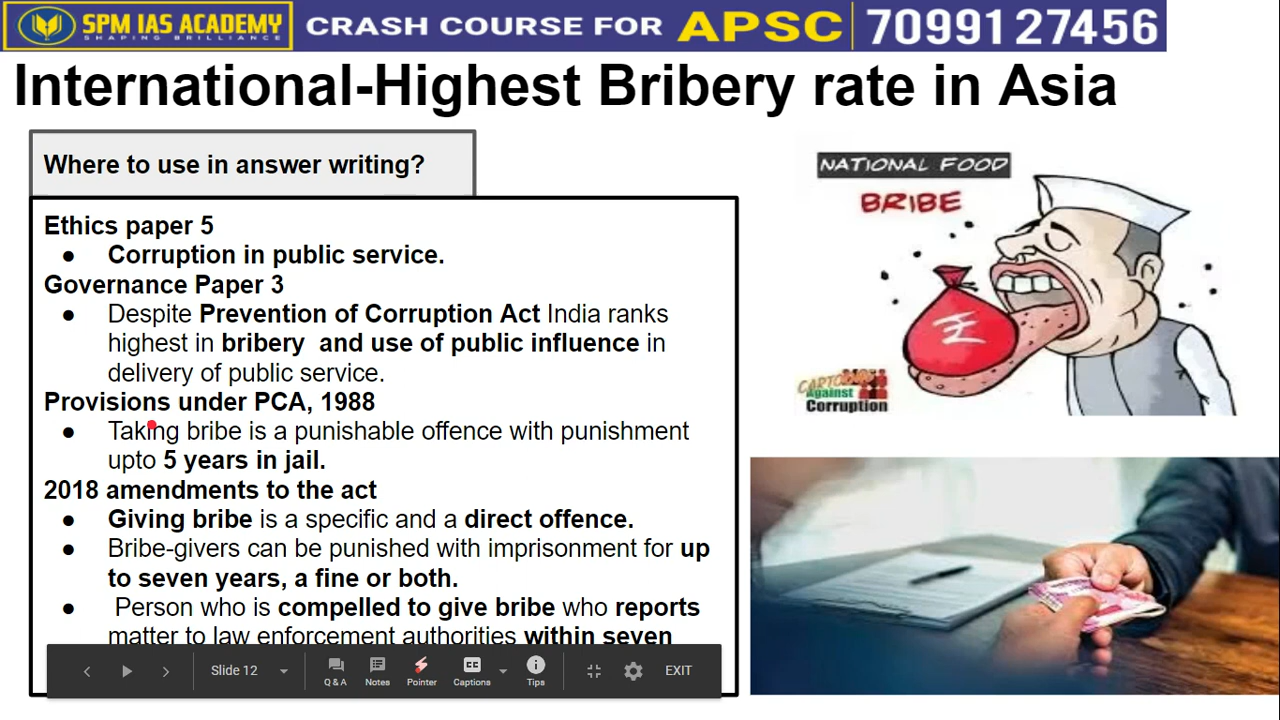 SPM IAS ACADEMY
SHAPING BRILLIANCE
CRASH COURSE FOR APSC 7099127456
International-Highest Bribery rate in Asia
Where to use in answer writing?
Ethics paper 5
● Corruption in public service.
Governance Paper 3
● Despite Prevention of Corruption Act India ranks
highest in bribery and use of public influence in
delivery of public service.
Provisions under PCA, 1988
● Taking bribe is a punishable offence with punishment
upto 5 years in jail.
2018 amendments to the act
● Giving bribe is a specific and a direct offence.
● Bribe-givers can be punished with imprisonment for up
to seven years, a fine or both.
● Person who is compelled to give bribe who reports
matter to law enforcement authorities within seven
NATIONAL FOOD
BRIBE
₹
CARTOONS
Against
Corruption
Slide 12
Q & A
Notes
Pointer
CC
Captions
Tips
EXIT